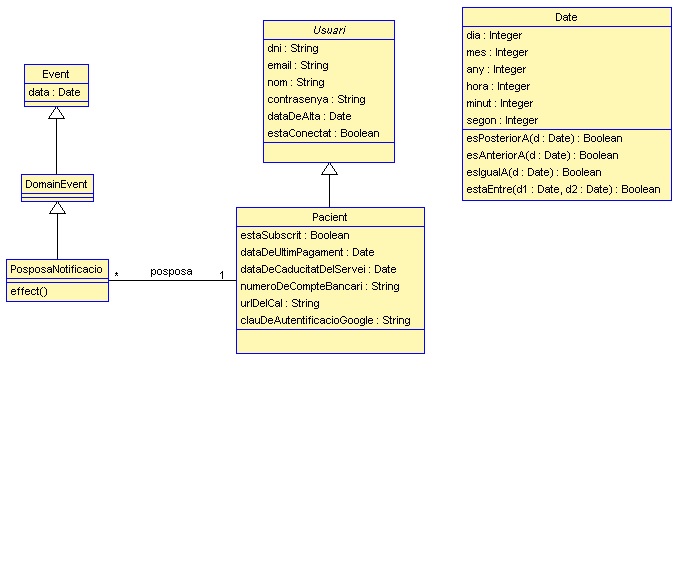 Event
data : Date
DomainEvent
PosposaNotificacio
effect()
*
posposa
1
Usuari
dni : String
email : String
nom : String
contrasenya : String
dataDeAlta : Date
estaConectat : Boolean
Pacient
estaSubscrit : Boolean
dataDeUltimPagament : Date
dataDeCaducitatDelServei : Date
numeroDeCompteBancari : String
urlDelCal : String
clauDeAutentificacioGoogle : String
Date
dia : Integer
mes : Integer
any : Integer
hora : Integer
minut : Integer
segon : Integer
esPosteriorA(d : Date) : Boolean
esAnteriorA(d : Date) : Boolean
esIgualA(d : Date) : Boolean
estaEntre(d1 : Date, d2 : Date) : Boolean